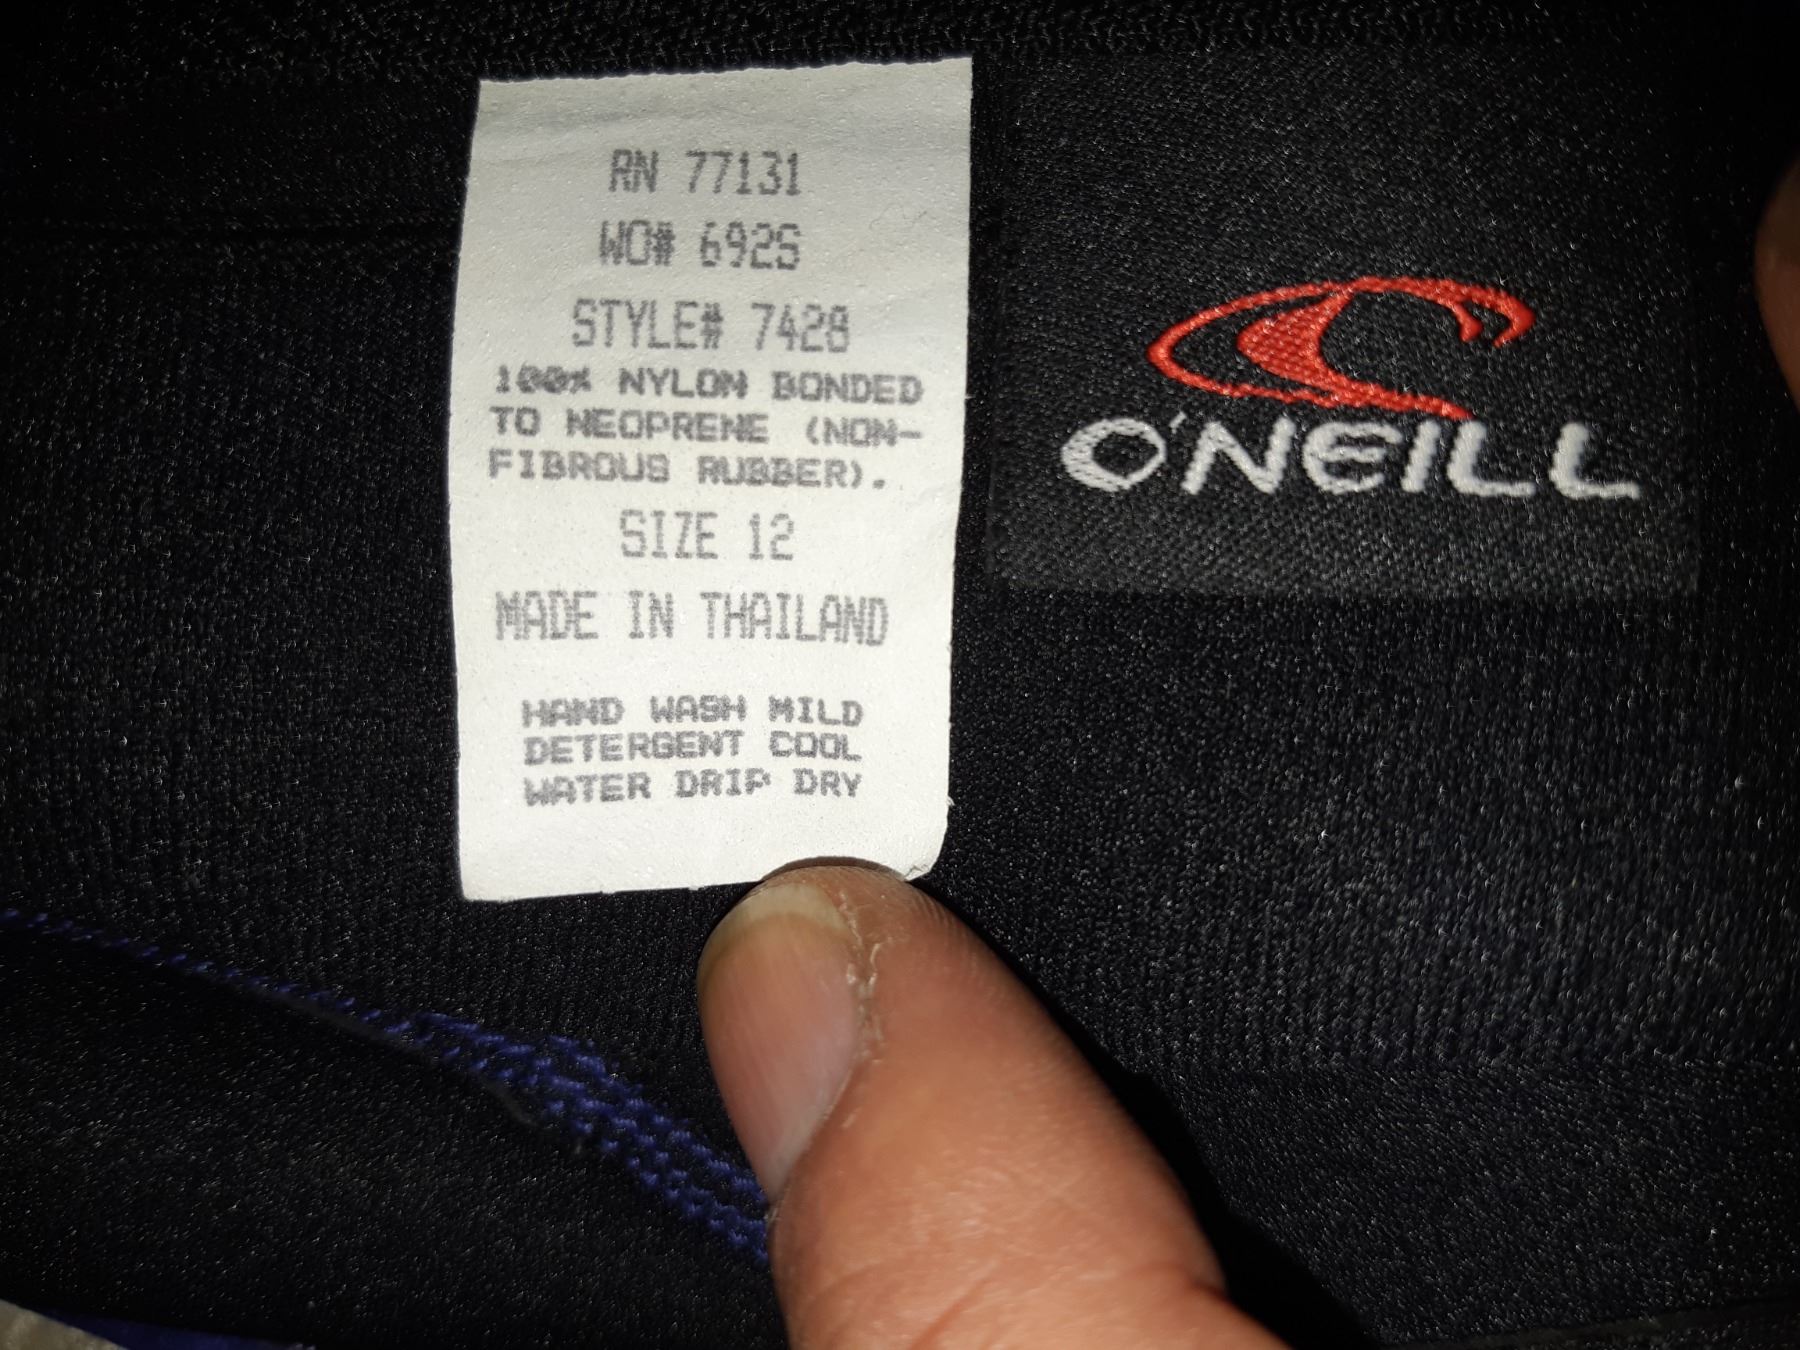 RN 77131
WO# 692S
STYLE# 7428
100% NYLON BONDED
TO NEOPRENE (NON-
FIBROUS RUBBER).
SIZE 12
MADE IN THAILAND
HAND WASH MILD
DETERGENT COOL
WATER DRIP DRY
O'NEILL